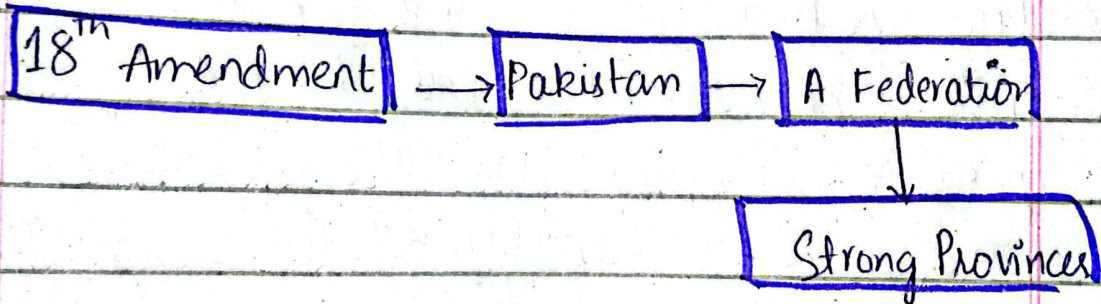 18th Amendment → Pakistan → A Federation
Strong Provinces